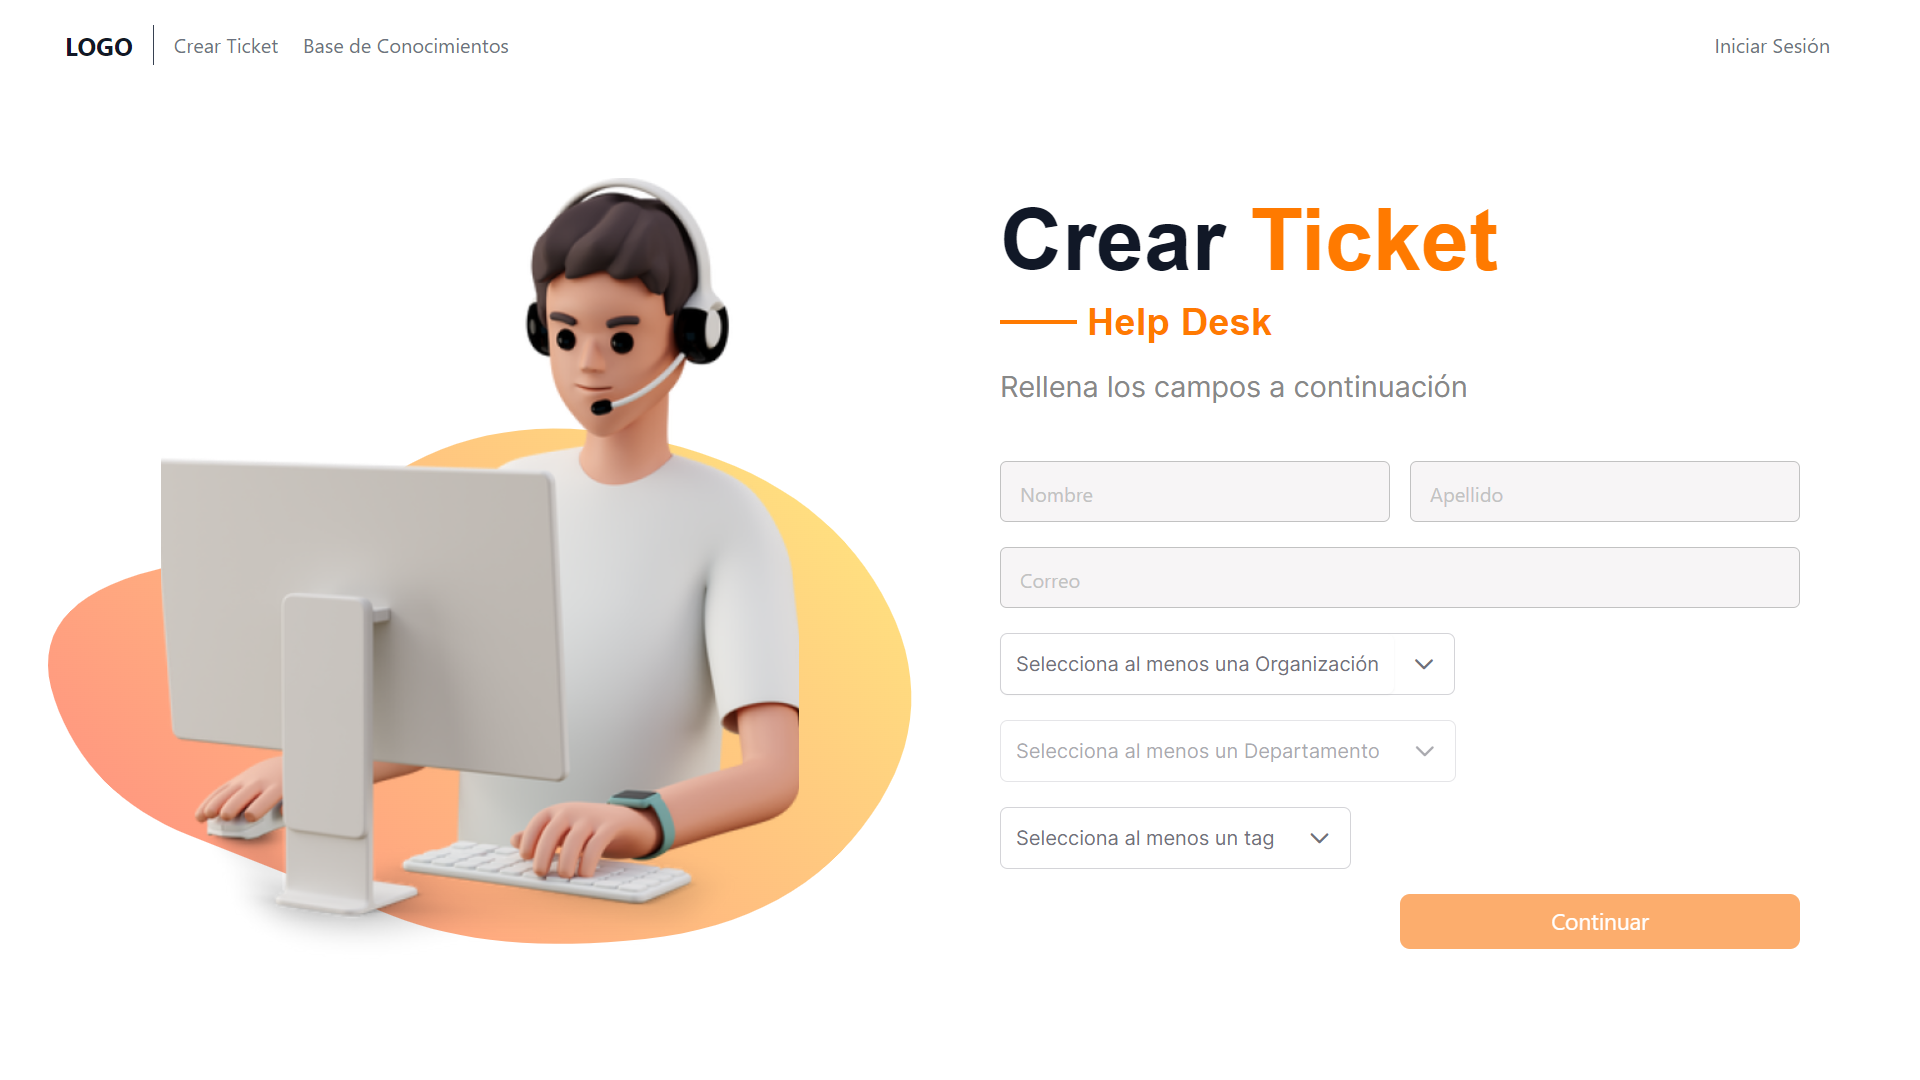 LOGO
Crear Ticket
Base de Conocimientos
Iniciar Sesión
Crear Ticket
Help Desk
Rellena los campos a continuación
Nombre
Apellido
Correo
Selecciona al menos una Organización
Selecciona al menos un Departamento
Selecciona al menos un tag
Continuar